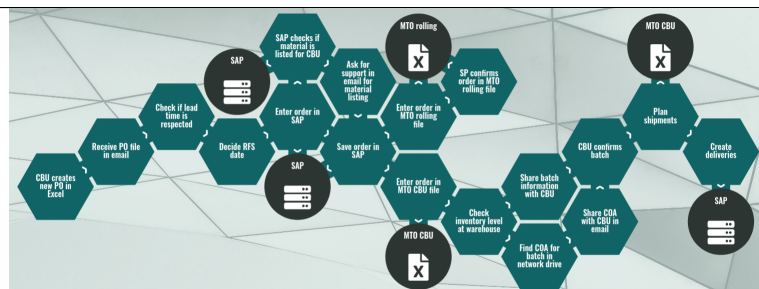 CBU creates
new PO in
Excel
Receive PO file
in email
Check if lead
time is
respected
SAP
Decide RFS
date
SAP checks if
material is
listed for CBU
Enter order in
SAP
SAP
Ask for
support in
email for
material
listing
Save order in
SAP
MTO rolling
X
Enter order in
MTO rolling
file
SP confirms
order in MTO
rolling file
Enter order in
MTO CBU file
MTO CBU
X
Check
inventory level
at warehouse
Share batch
information
with CBU
Find COA for
batch in
network drive
CBU confirms
batch
Share COA
with CBU in
email
MTO CBU
X
Plan
shipments
Create
deliveries
SAP